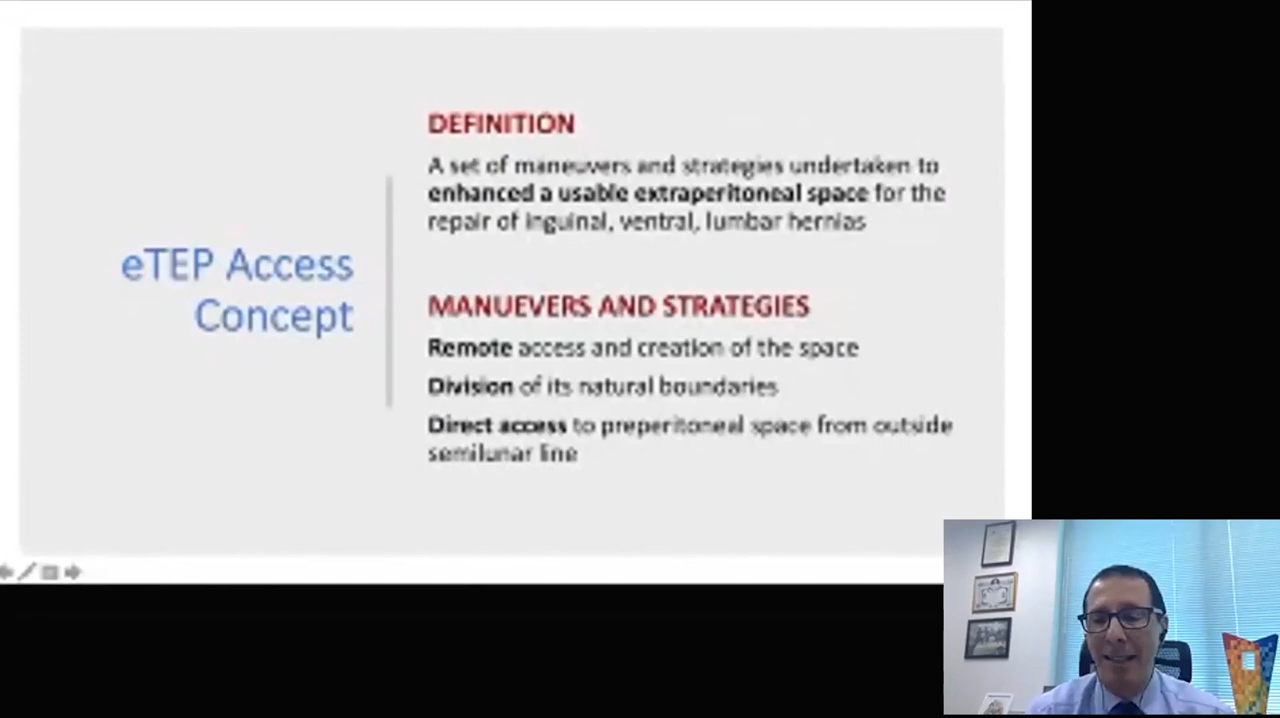 eTEP Access
Concept
DEFINITION
A set of maneuvers and strategies undertaken to
enhanced a usable extraperitoneal space for the
repair of inguinal, ventral, lumbar hernias
MANUEVERS AND STRATEGIES
Remote access and creation of the space
Division of its natural boundaries
Direct access to preperitoneal space from outside
semilunar line